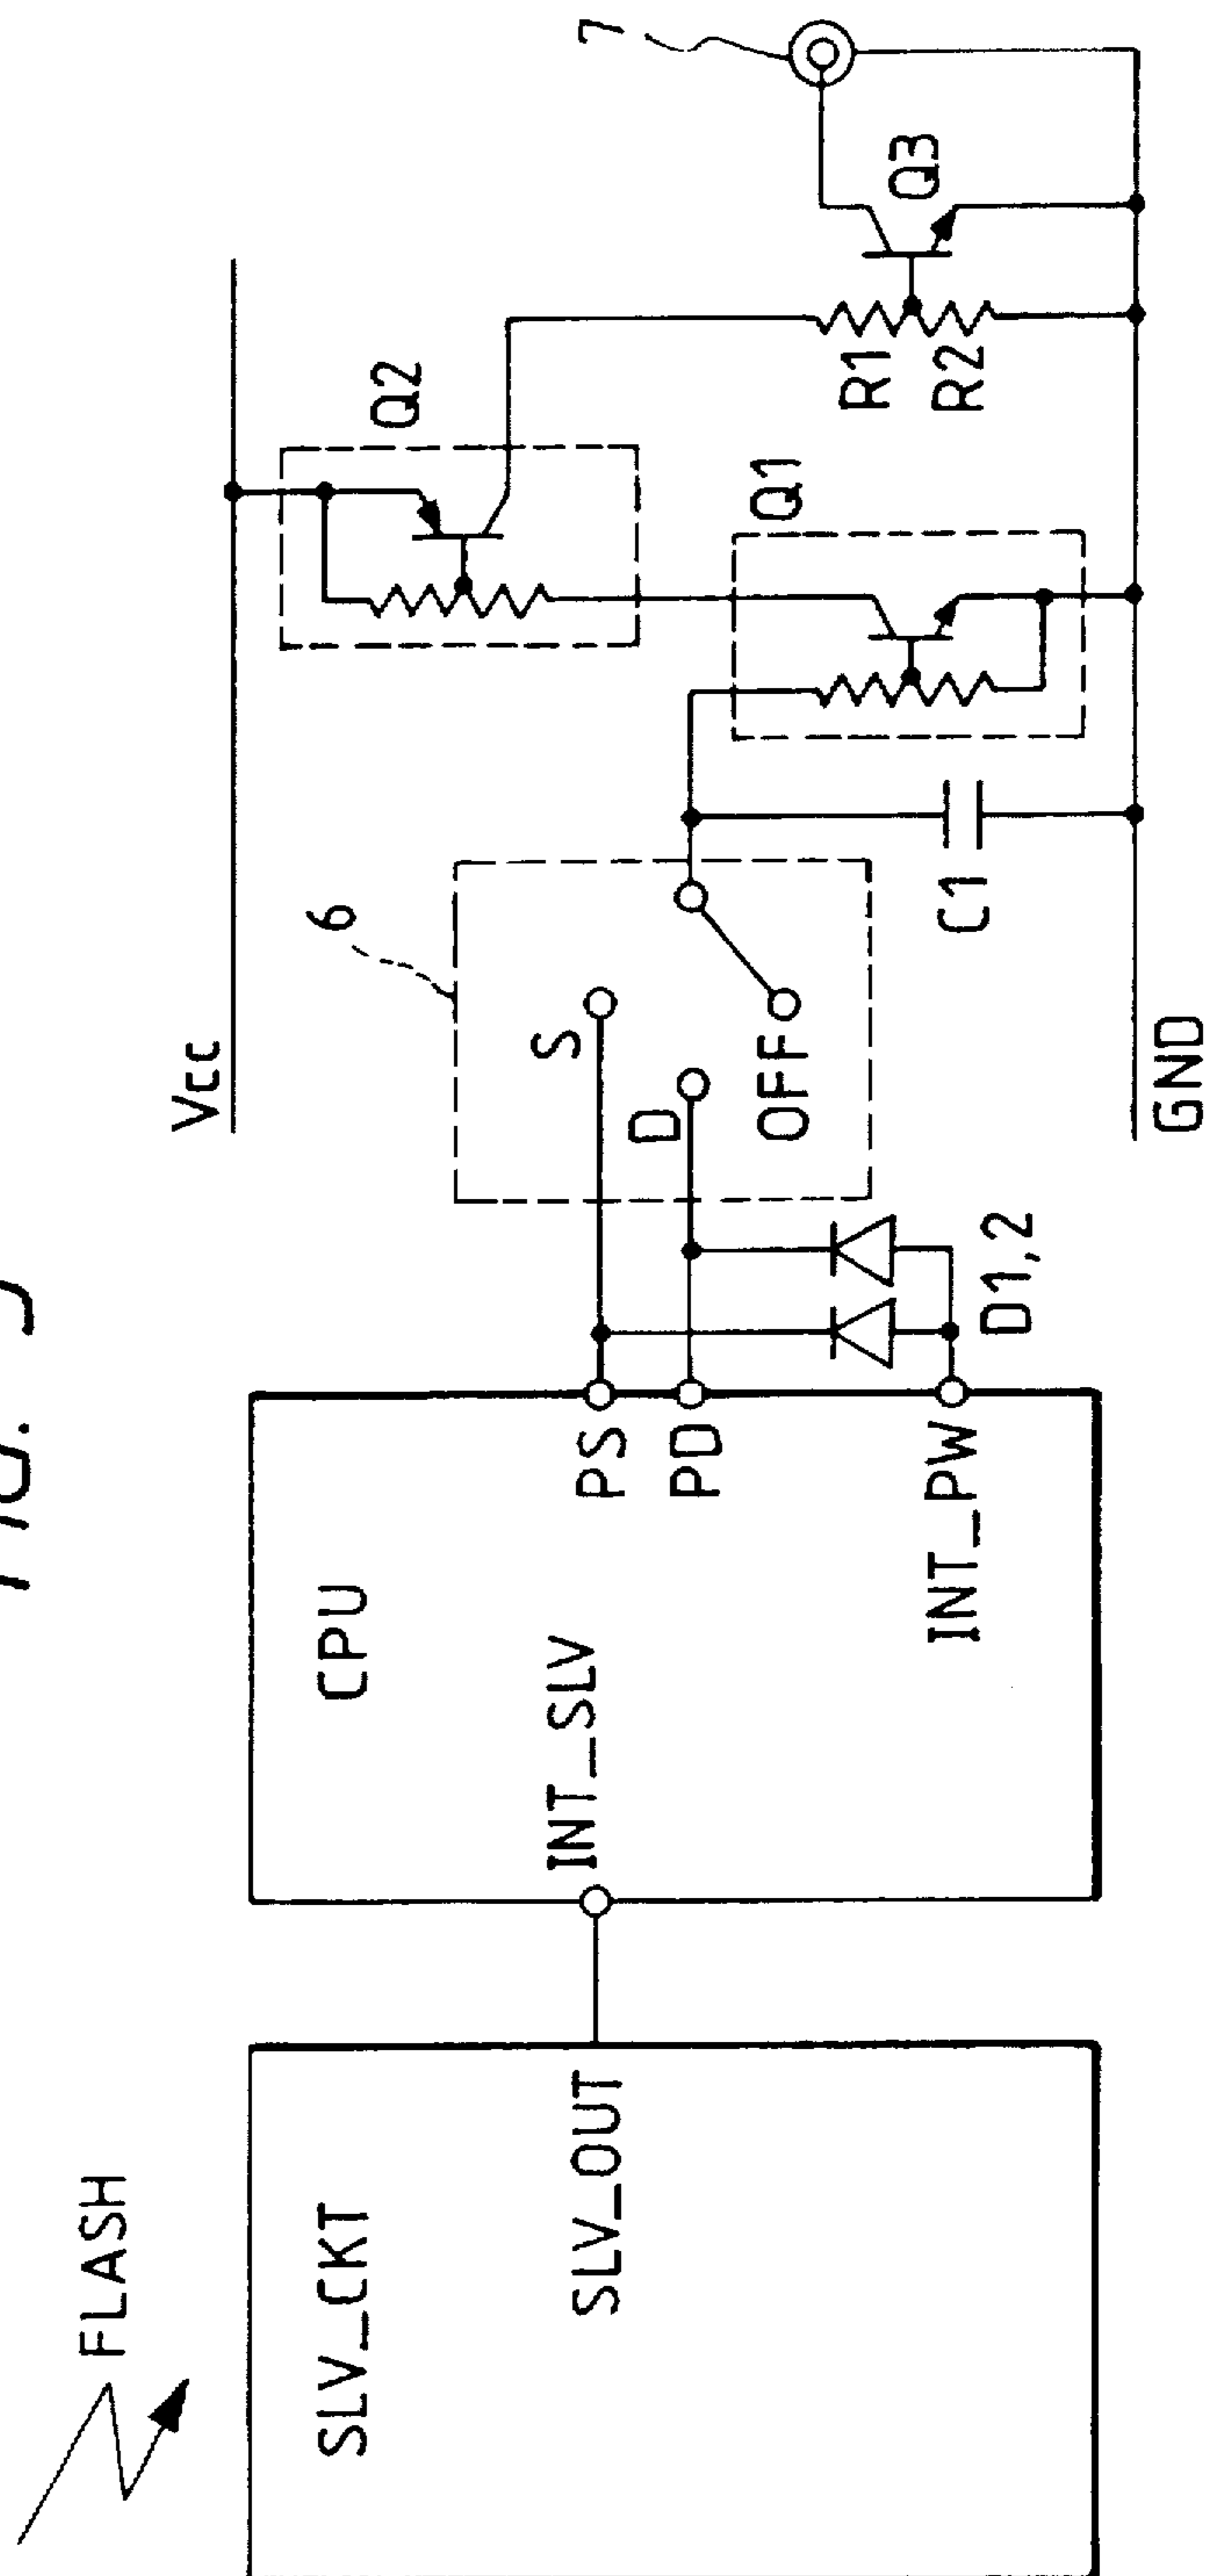 FLASH
SLV_CKT
SLV_OUT
CPU
INT_SLV
PS
PD
INT_PW
D1,2
Vcc
6
S
D
OFF
GND
C1
Q1
Q2
R1
R2
Q3
7